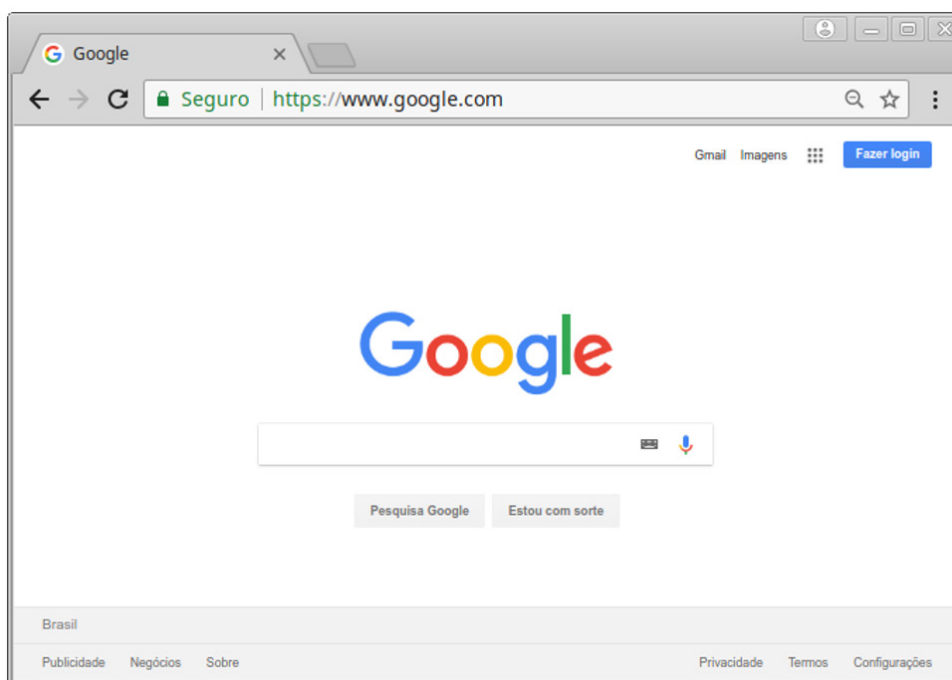 Google
Seguro https://www.google.com
Gmail Imagens Fazer login
Google
Pesquisa Google Estou com sorte
Brasil
Publicidade Negócios Sobre Privacidade Termos Configurações